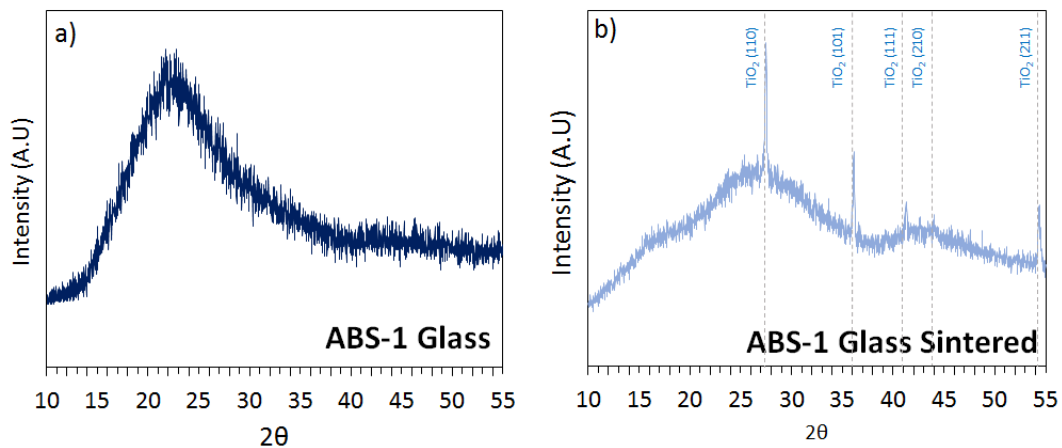 a)
Intensity (A.U)
ABS-1 Glass
10 15 20 25 30 35 40 45 50 55
2θ
b)
TiO₂ (110)
TiO₂ (101)
TiO₂ (111)
TiO₂ (210)
TiO₂ (211)
Intensity (A.U)
ABS-1 Glass Sintered
10 15 20 25 30 35 40 45 50 55
2θ